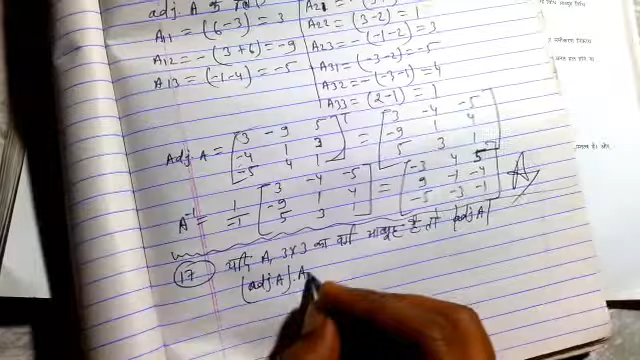 adj. A
A11 = (6-3) = 3
A12 = -(3+6) = -9
A13 = (-1-4) = -5
A22 = (3-2) = 1
A23 = -(-1-2) = 3
A31 = (-3-2) = -5
A32 = -(-3-1) = 4
A33 = (2-1) = 1
Adj. A = [3 -9 5
-4 1 3
-5 4 1]T = [3 -4 -5
-9 1 4
5 3 1]
A-1 = 1/-1 [3 -4 -5
-9 1 4
5 3 1] = [-3 4 5
9 -1 -4
-5 -3 -1]
17 यदि A, 3×3 का वर्ग आव्यूह है तो |adj A|
(adj A). A